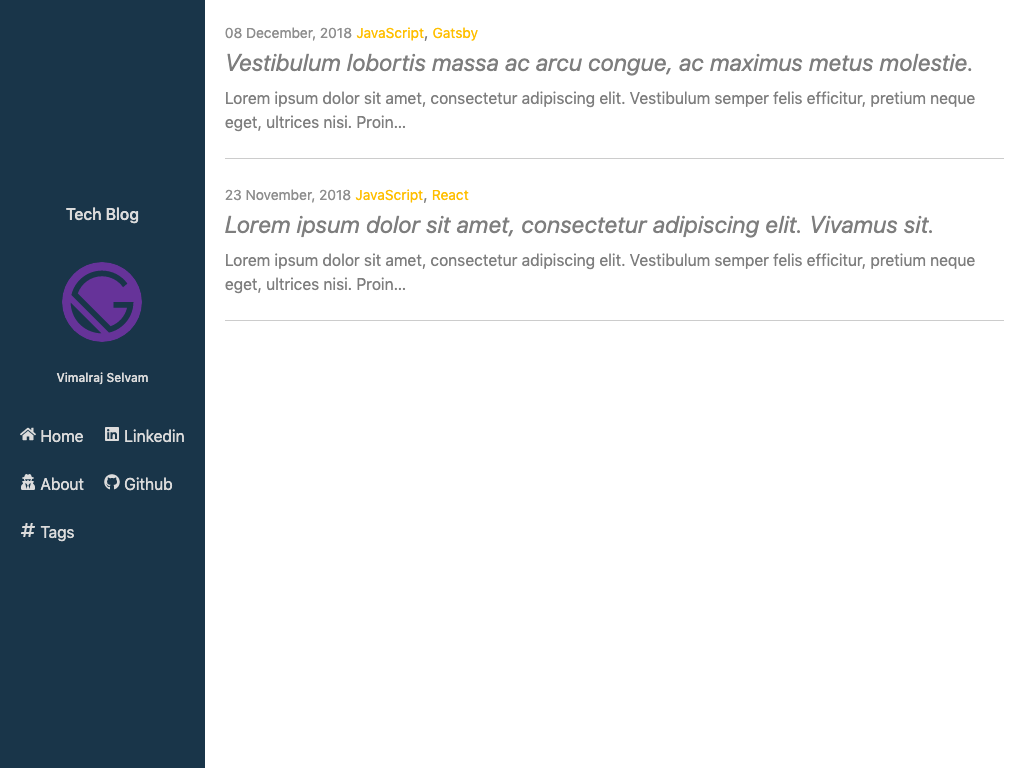 Tech Blog
Vimalraj Selvam
Home
Linkedin
About
Github
Tags
08 December, 2018 JavaScript, Gatsby
Vestibulum lobortis massa ac arcu congue, ac maximus metus molestie.
Lorem ipsum dolor sit amet, consectetur adipiscing elit. Vestibulum semper felis efficitur, pretium neque
eget, ultrices nisi. Proin...
23 November, 2018 JavaScript, React
Lorem ipsum dolor sit amet, consectetur adipiscing elit. Vivamus sit.
Lorem ipsum dolor sit amet, consectetur adipiscing elit. Vestibulum semper felis efficitur, pretium neque
eget, ultrices nisi. Proin...